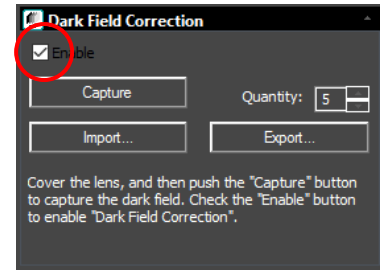 Dark Field Correction
Enable
Capture
Quantity: 5
Import...
Export...
Cover the lens, and then push the "Capture" button
to capture the dark field. Check the "Enable" button
to enable "Dark Field Correction".